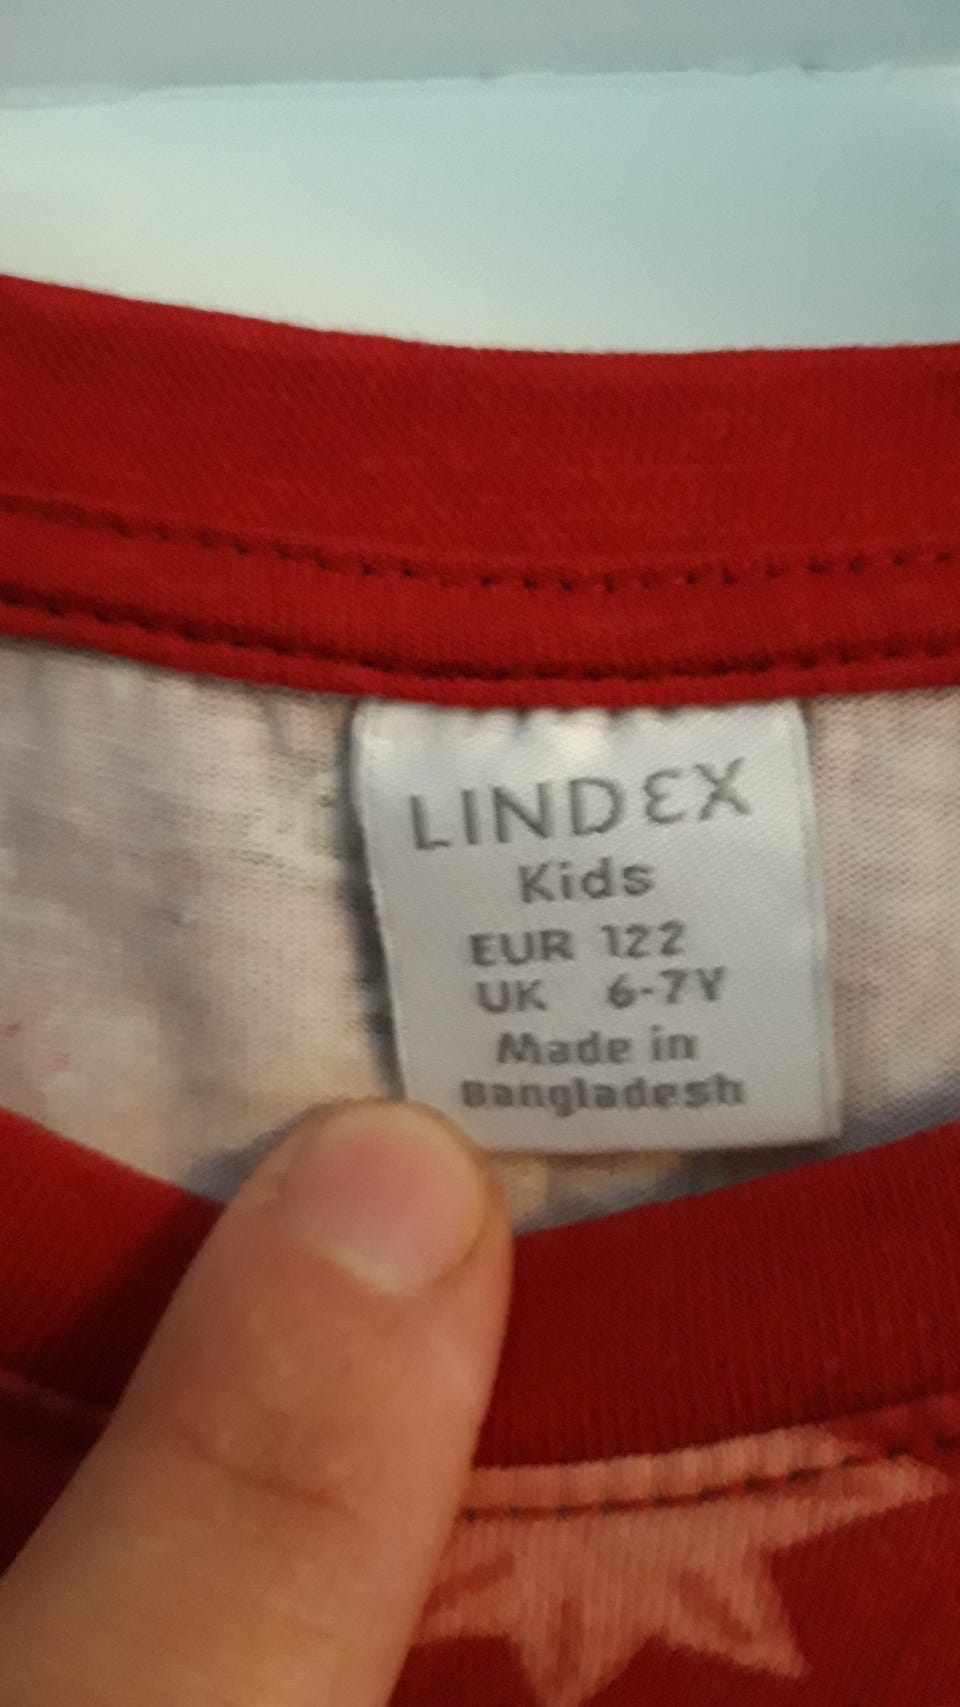 LINDEX
Kids
EUR 122
UK 6-7Y
Made in
Bangladesh